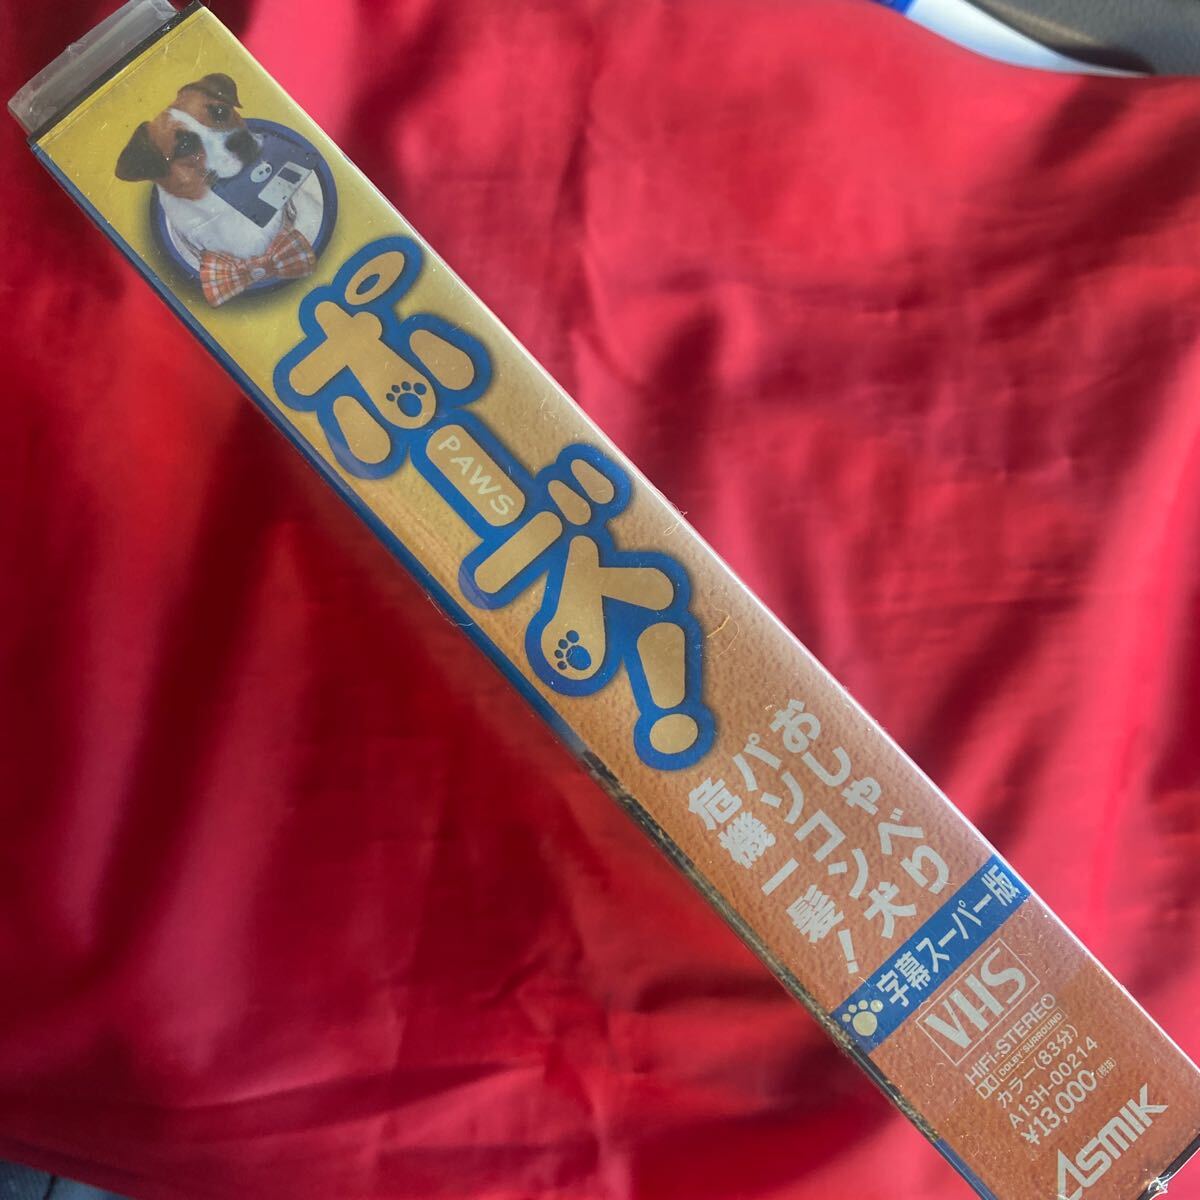 ポーズ!
PAWS
おしゃべり
パソコン犬
危機一髪!
字幕スーパー版
VHS
HiFi-STEREO
DOLBY SURROUND
カラー(83分)
A13H-00214
¥13,000(税抜)
ASMIK